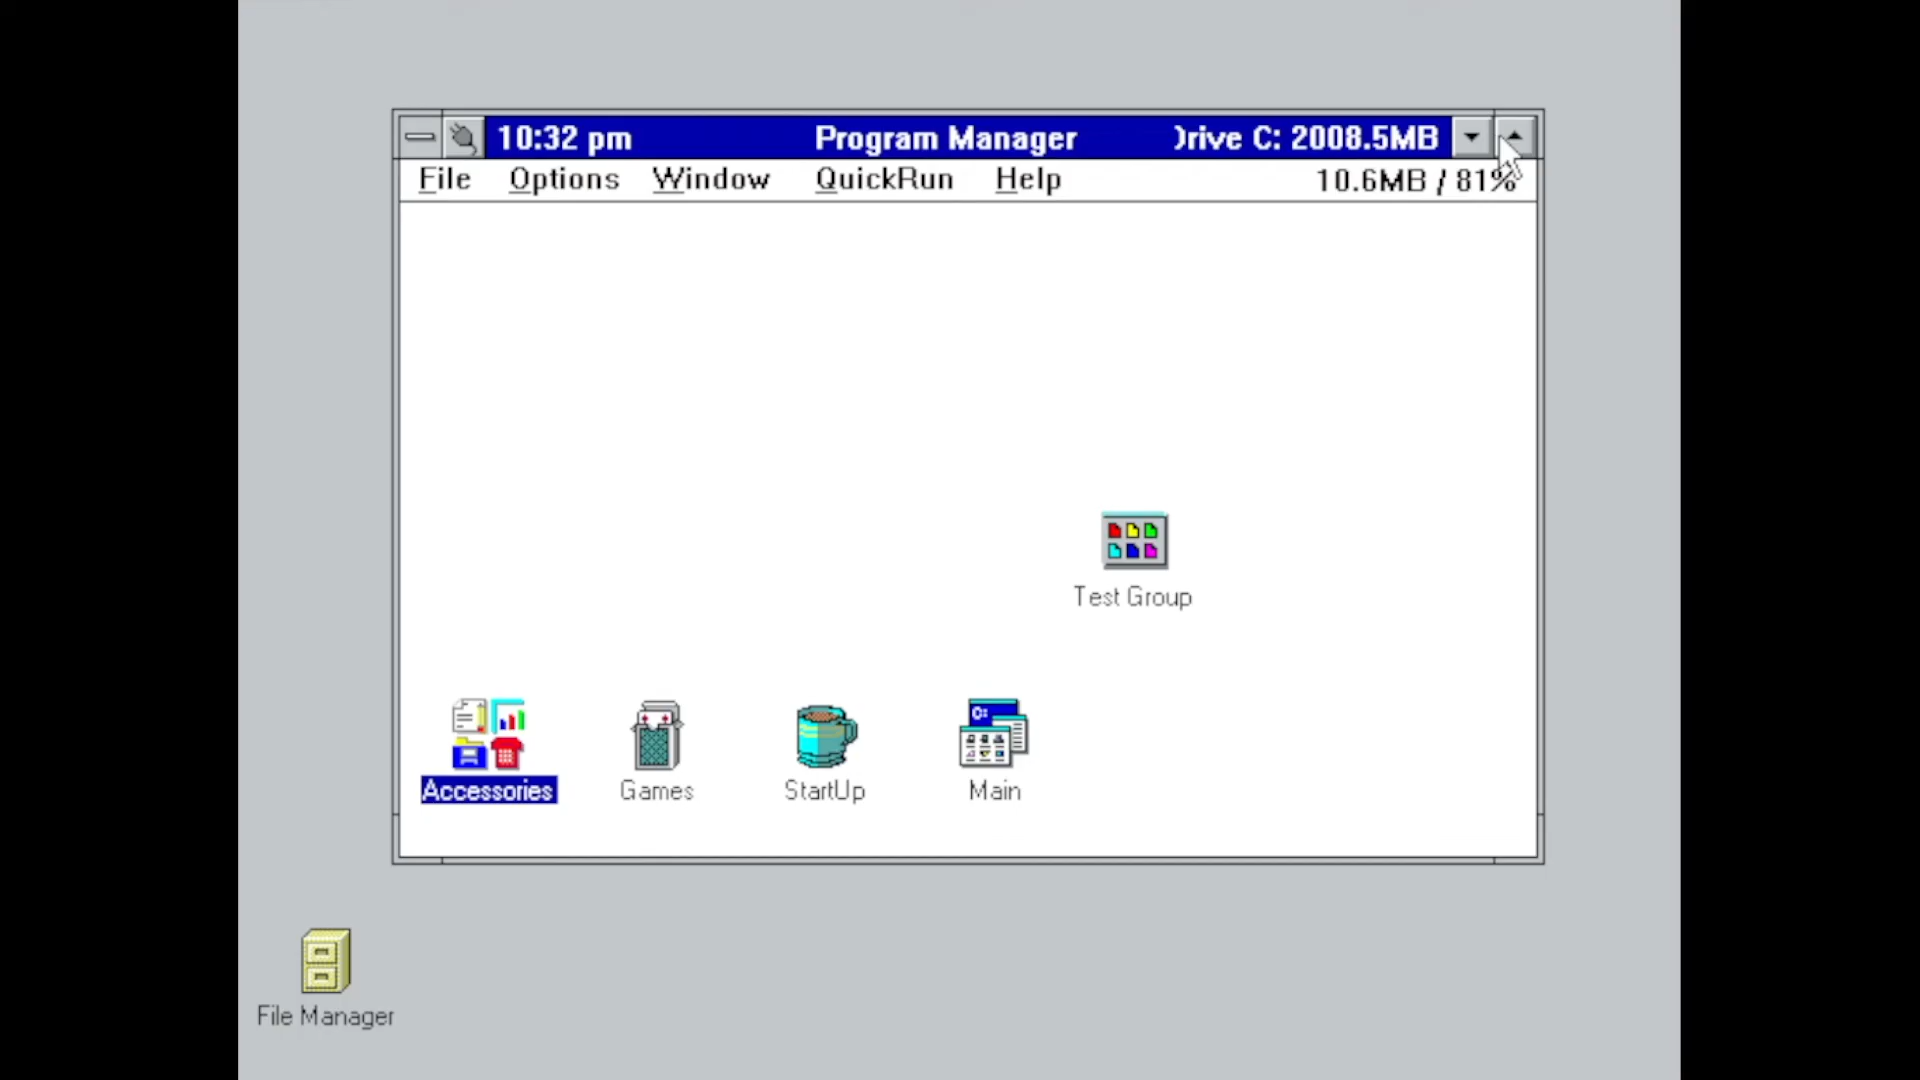 10:32 pm Program Manager Drive C: 2008.5MB
File Options Window QuickRun Help 10.6MB / 81%
Test Group
C:
Accessories Games StartUp Main
File Manager